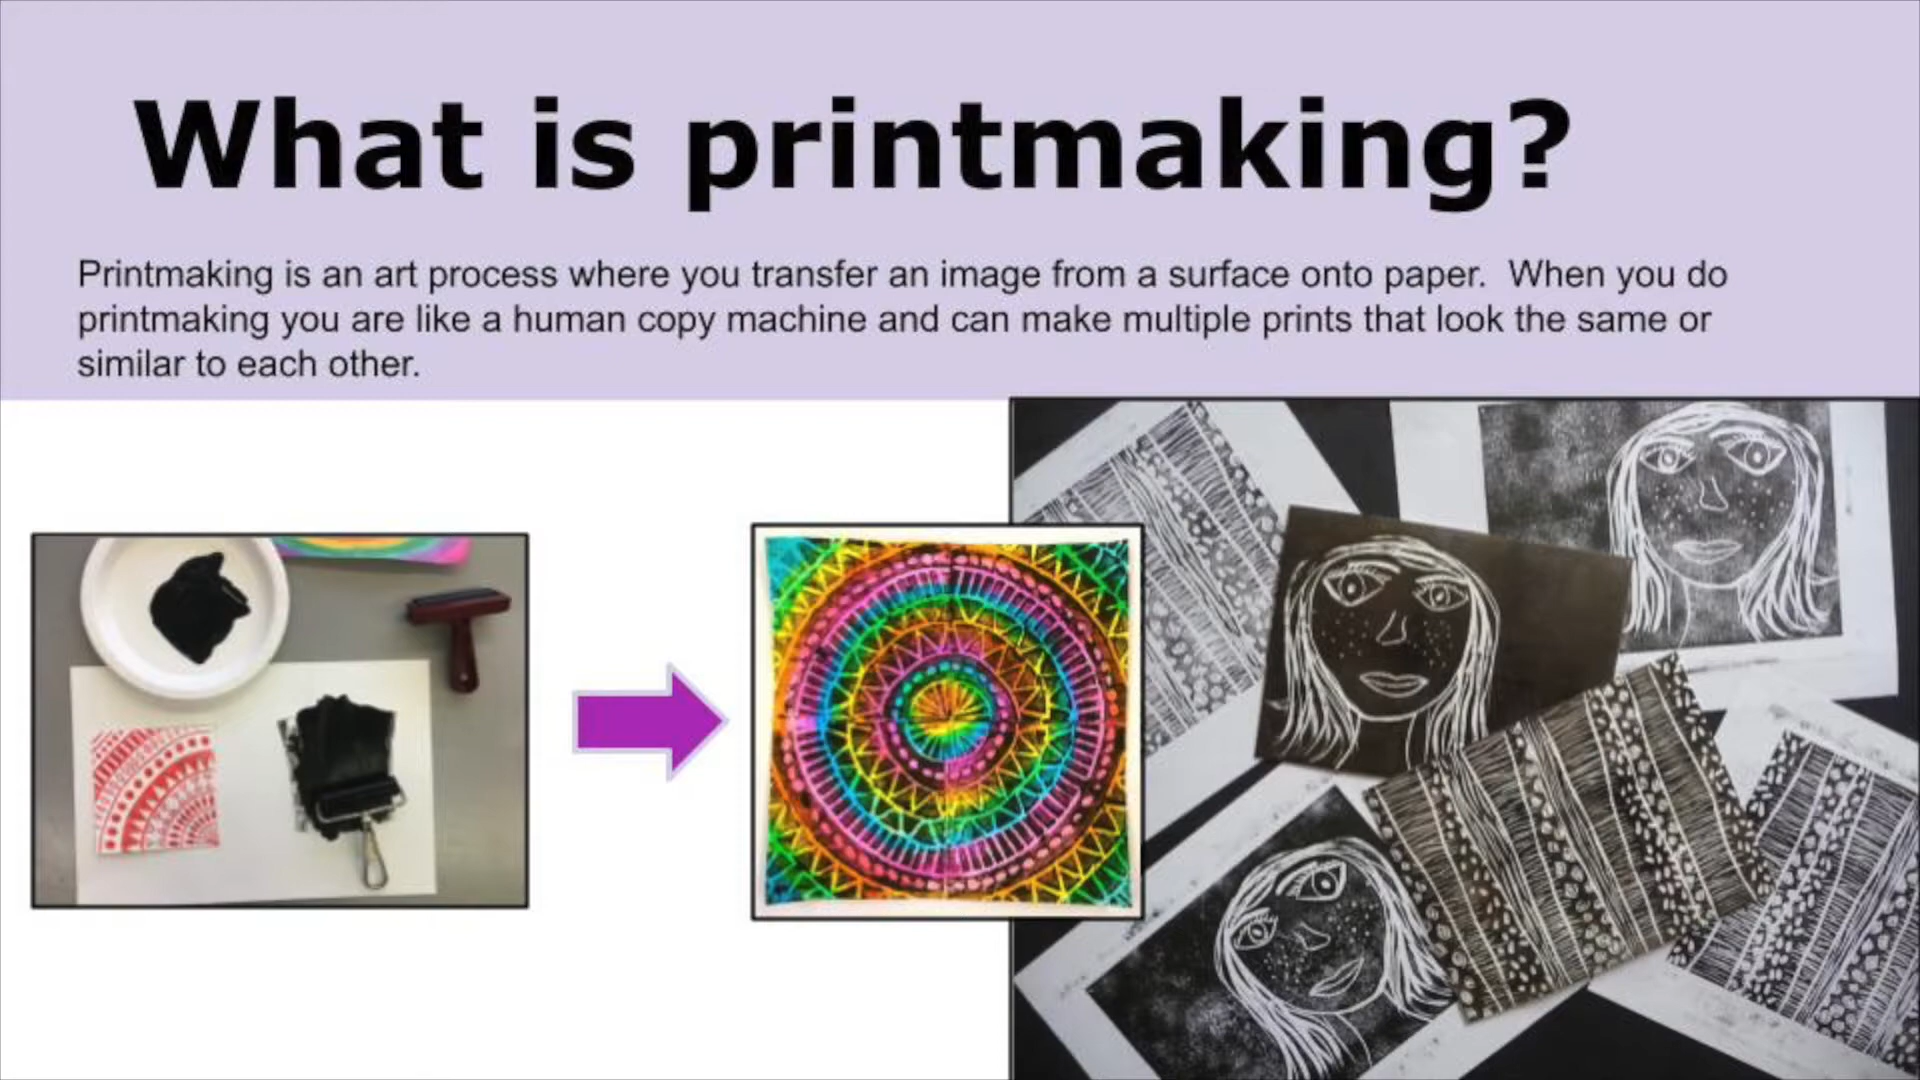 What is printmaking?
Printmaking is an art process where you transfer an image from a surface onto paper.  When you do
printmaking you are like a human copy machine and can make multiple prints that look the same or
similar to each other.